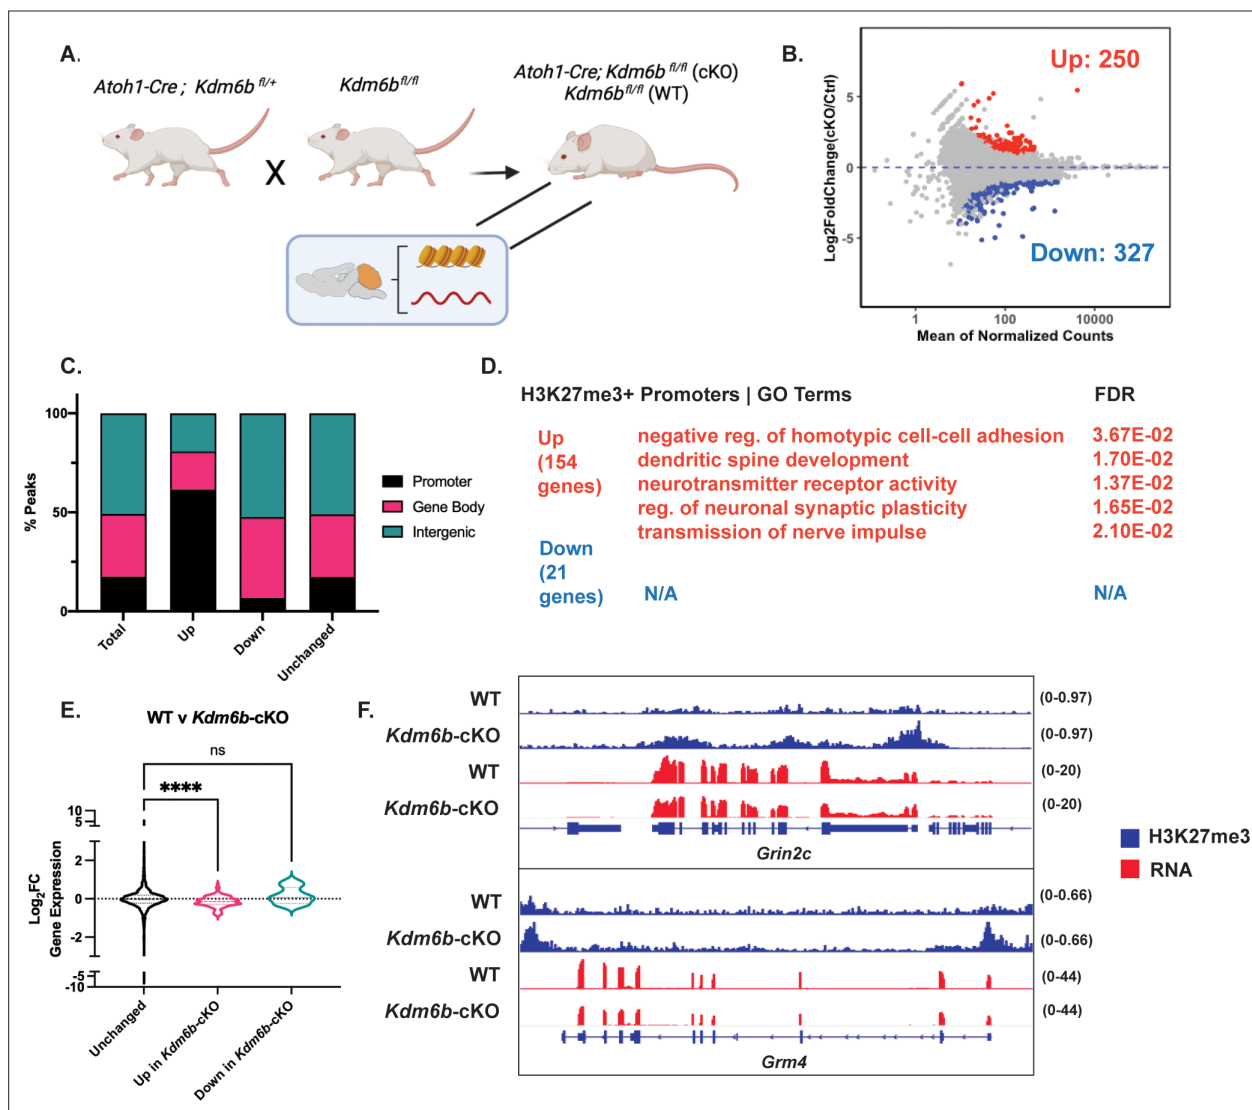 A.
Atoh1-Cre ; Kdm6b fl/+
Kdm6b fl/fl
Atoh1-Cre; Kdm6b fl/fl (cKO)
Kdm6b fl/fl (WT)
X
B.
Up: 250
Down: 327
Log2FoldChange(cKO/Ctrl)
5
0
-5
1
100
10000
Mean of Normalized Counts
C.
% Peaks
100
50
0
Total
Up
Down
Unchanged
Promoter
Gene Body
Intergenic
D.
H3K27me3+ Promoters | GO Terms FDR
Up
(154
genes)
negative reg. of homotypic cell-cell adhesion 3.67E-02
dendritic spine development 1.70E-02
neurotransmitter receptor activity 1.37E-02
reg. of neuronal synaptic plasticity 1.65E-02
transmission of nerve impulse 2.10E-02
Down
(21
genes)
N/A N/A
E.
WT v Kdm6b-cKO
ns
****
Log2FC
Gene Expression
10
5
2
0
-2
-5
-10
Unchanged
Up in Kdm6b-cKO
Down in Kdm6b-cKO
F.
WT (0-0.97)
Kdm6b-cKO (0-0.97)
WT (0-20)
Kdm6b-cKO (0-20)
Grin2c
WT (0-0.66)
Kdm6b-cKO (0-0.66)
WT (0-44)
Kdm6b-cKO (0-44)
Grm4
H3K27me3
RNA